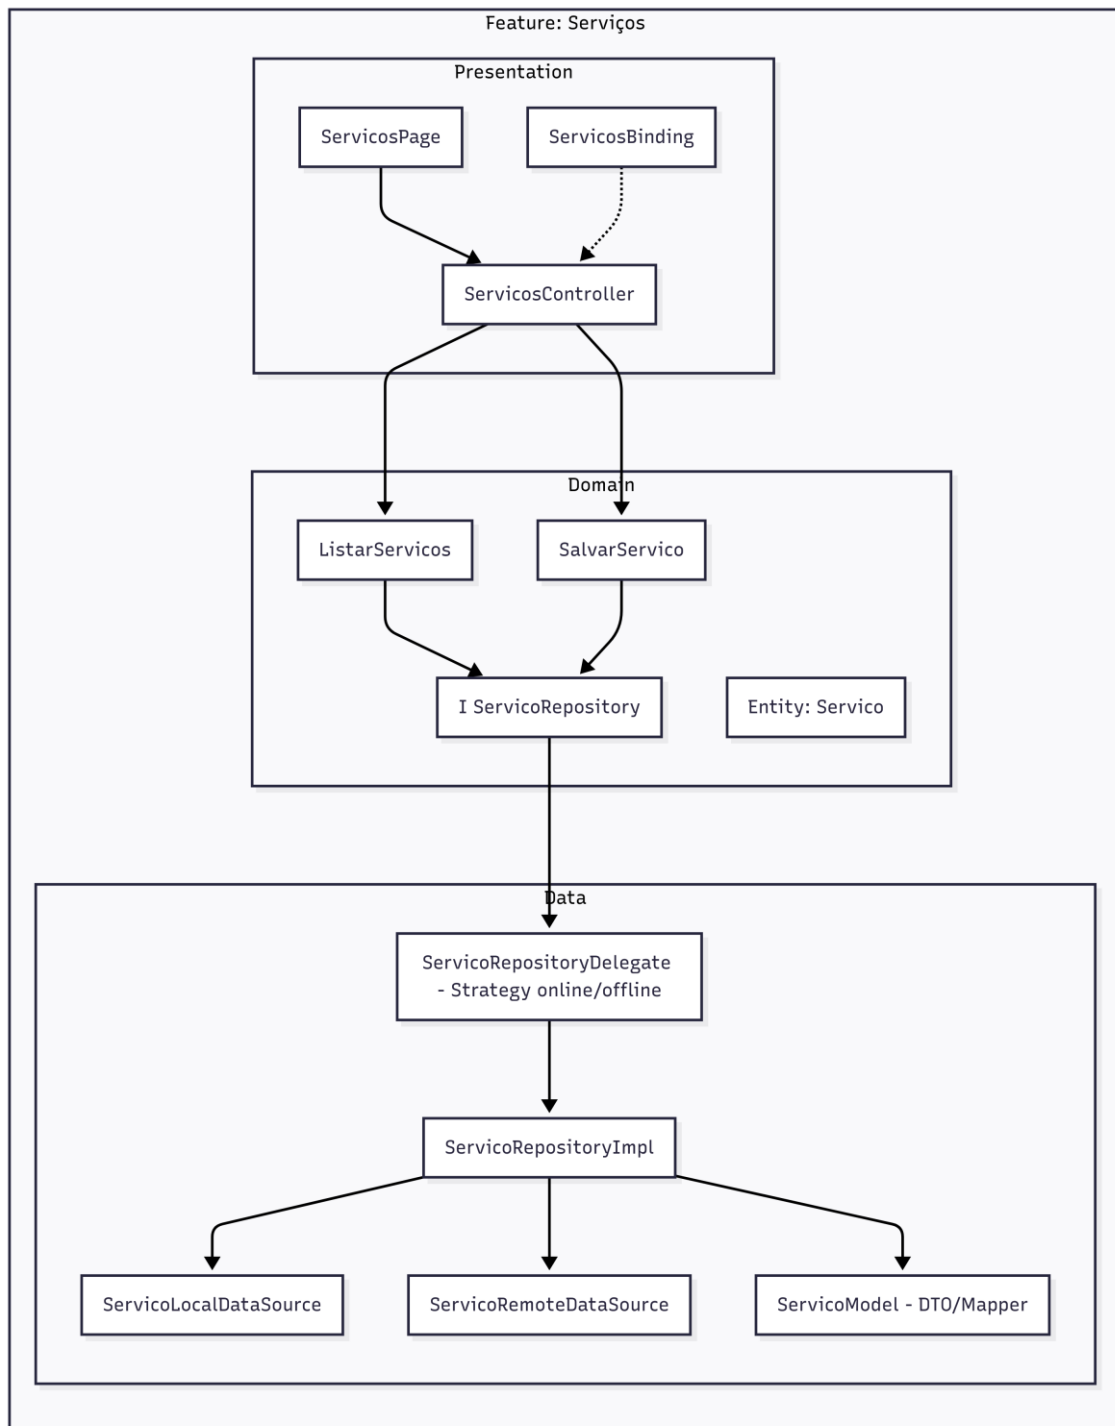 Feature: Serviços
Presentation
ServicosPage
ServicosBinding
ServicosController
Domain
ListarServicos
SalvarServico
I ServicoRepository
Entity: Servico
Data
ServicoRepositoryDelegate
- Strategy online/offline
ServicoRepositoryImpl
ServicoLocalDataSource
ServicoRemoteDataSource
ServicoModel - DTO/Mapper